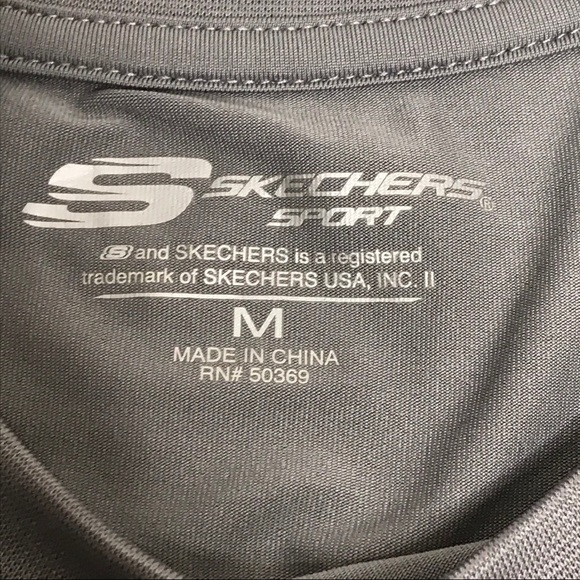 S SKECHERS®
SPORT
S and SKECHERS is a registered
trademark of SKECHERS USA, INC. II
M
MADE IN CHINA
RN# 50369